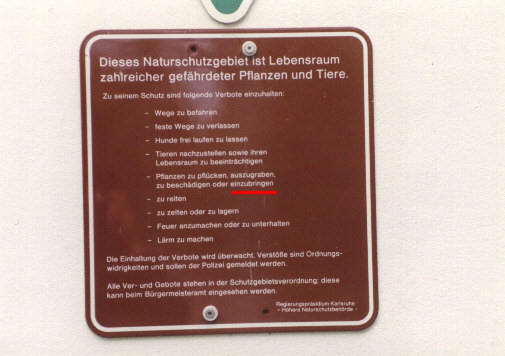 Dieses Naturschutzgebiet ist Lebensraum
zahlreicher gefährdeter Pflanzen und Tiere.
Zu seinem Schutz sind folgende Verbote einzuhalten:
– Wege zu befahren
– feste Wege zu verlassen
– Hunde frei laufen zu lassen
– Tieren nachzustellen sowie ihren
Lebensraum zu beeinträchtigen
– Pflanzen zu pflücken, auszugraben,
zu beschädigen oder einzubringen
– zu reiten
– zu zelten oder zu lagern
– Feuer anzumachen oder zu unterhalten
– Lärm zu machen
Die Einhaltung der Verbote wird überwacht. Verstöße sind Ordnungs-
widrigkeiten und sollen der Polizei gemeldet werden.
Alle Ver- und Gebote stehen in der Schutzgebietsverordnung; diese
kann beim Bürgermeisteramt eingesehen werden.
Regierungspräsidium Karlsruhe
– Höhere Naturschutzbehörde –